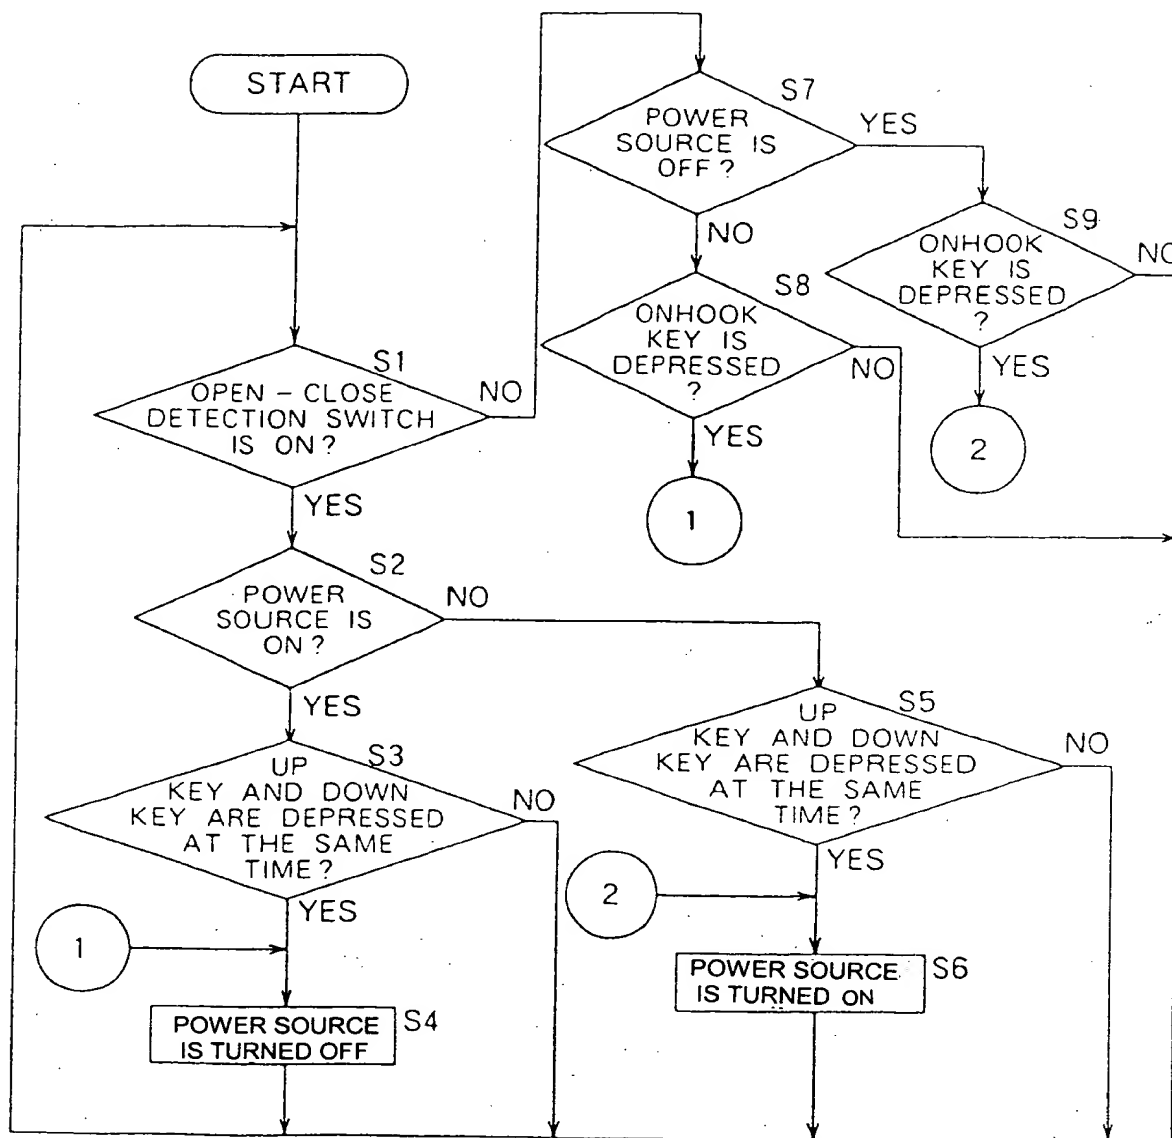 START
S7
POWER
SOURCE IS
OFF?
YES
NO
S9
ONHOOK
KEY IS
DEPRESSED
?
NO
YES
2
S8
ONHOOK
KEY IS
DEPRESSED
?
NO
YES
1
S1
OPEN – CLOSE
DETECTION SWITCH
IS ON?
NO
YES
S2
POWER
SOURCE IS
ON?
NO
YES
S3
UP
KEY AND DOWN
KEY ARE DEPRESSED
AT THE SAME
TIME?
NO
YES
1
POWER SOURCE
IS TURNED OFF
S4
S5
UP
KEY AND DOWN
KEY ARE DEPRESSED
AT THE SAME
TIME?
NO
YES
2
POWER SOURCE
IS TURNED ON
S6